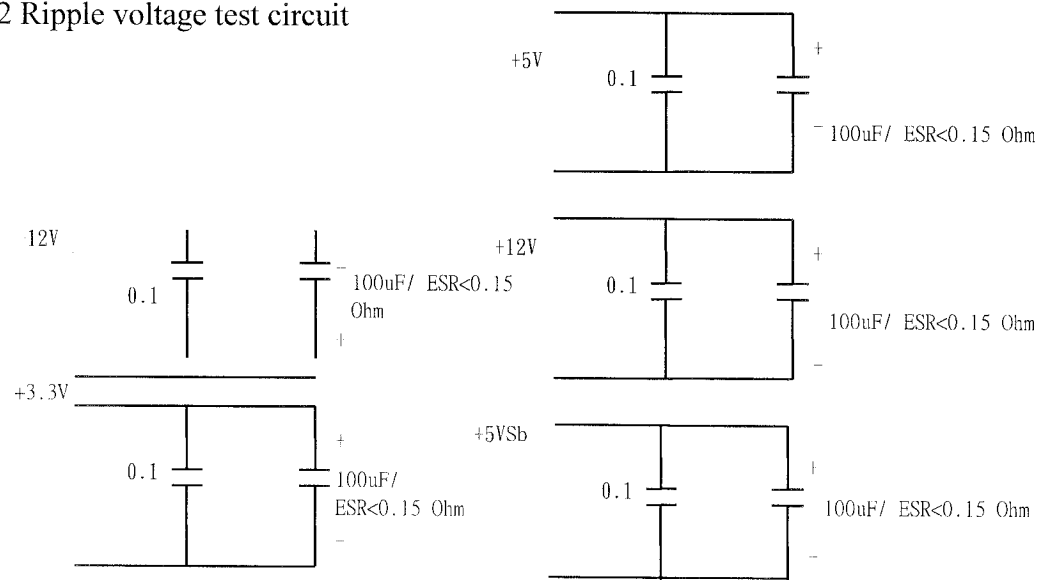 2 Ripple voltage test circuit
+5V
0.1
+
- 100uF/ ESR<0.15 Ohm
12V
0.1
- 100uF/ ESR<0.15
Ohm
+
+12V
0.1
+
100uF/ ESR<0.15 Ohm
-
+3.3V
0.1
+
100uF/
ESR<0.15 Ohm
-
+5VSb
0.1
+
100uF/ ESR<0.15 Ohm
-